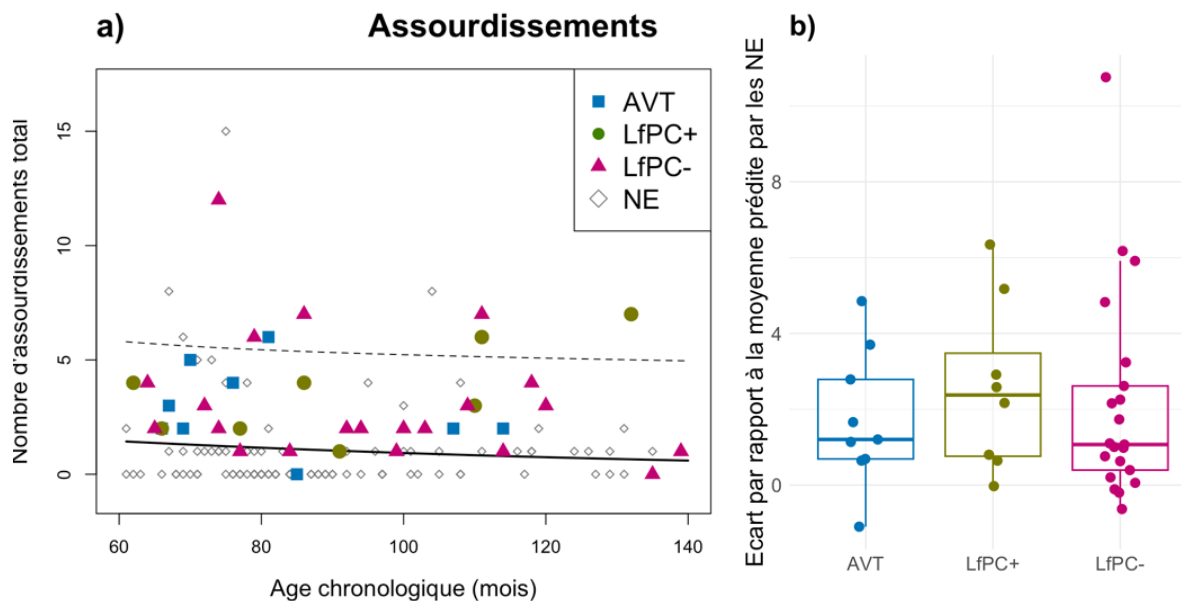 a)
Assourdissements
Nombre d'assourdissements total
15
10
5
0
60
80
100
120
140
Age chronologique (mois)
AVT
LfPC+
LfPC-
NE
b)
Ecart par rapport à la moyenne prédite par les NE
8
4
0
AVT
LfPC+
LfPC-